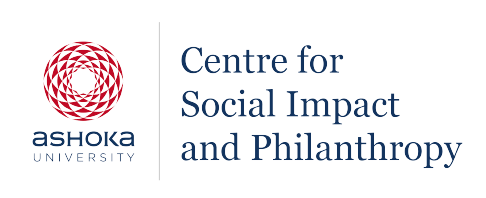 ASHOKA
UNIVERSITY
Centre for
Social Impact
and Philanthropy